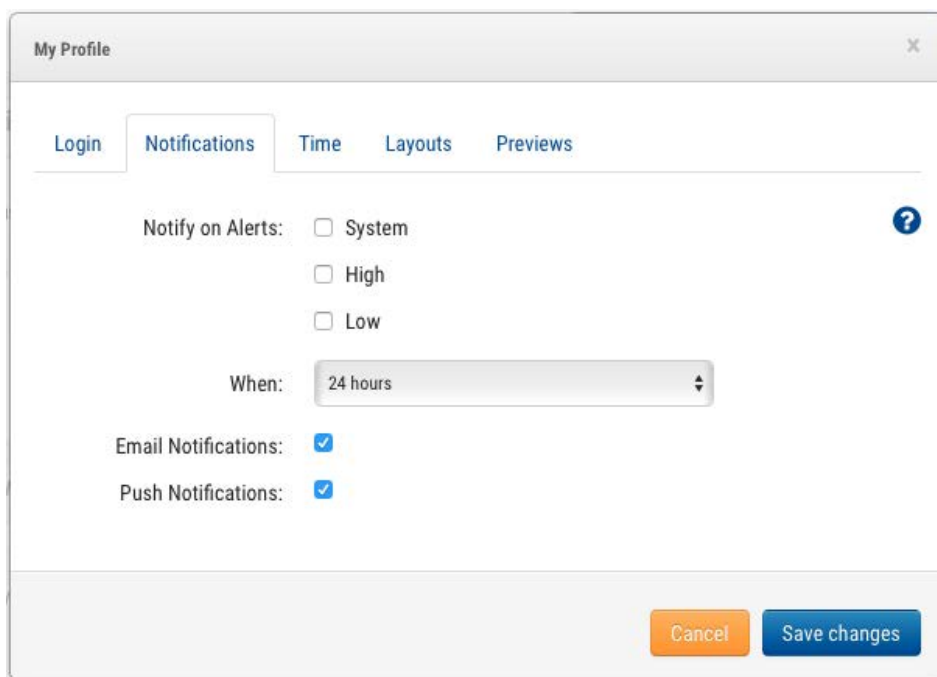 My Profile ×
Login Notifications Time Layouts Previews
Notify on Alerts: System ?
High
Low
When: 24 hours
Email Notifications:
Push Notifications:
Cancel Save changes